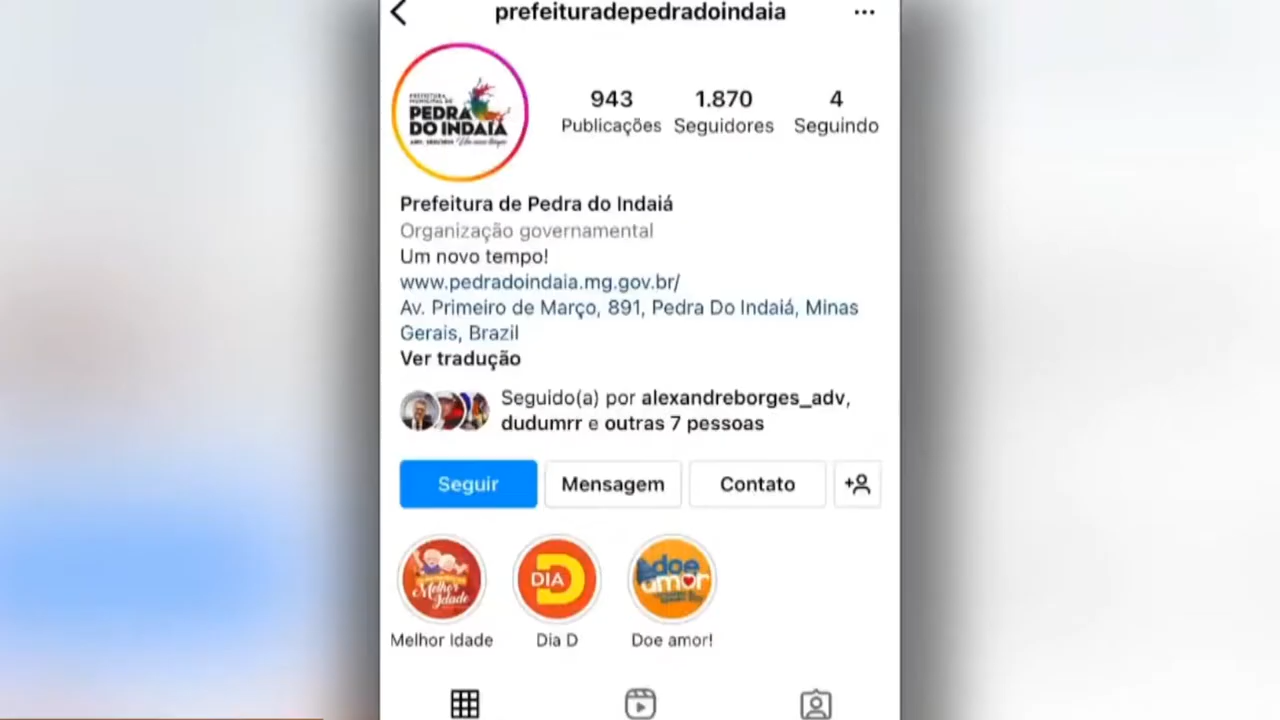 prefeituradepedradoindaia
PREFEITURA
MUNICIPAL DE
PEDRA
DO INDAIÁ
943
1.870
4
Publicações
Seguidores
Seguindo
Prefeitura de Pedra do Indaiá
Organização governamental
Um novo tempo!
www.pedradoindaia.mg.gov.br/
Av. Primeiro de Março, 891, Pedra Do Indaiá, Minas
Gerais, Brazil
Ver tradução
Seguido(a) por alexandreborges_adv,
dudumrr e outras 7 pessoas
Seguir
Mensagem
Contato
Melhor
Idade
DIA D
doe
amor
Melhor Idade
Dia D
Doe amor!